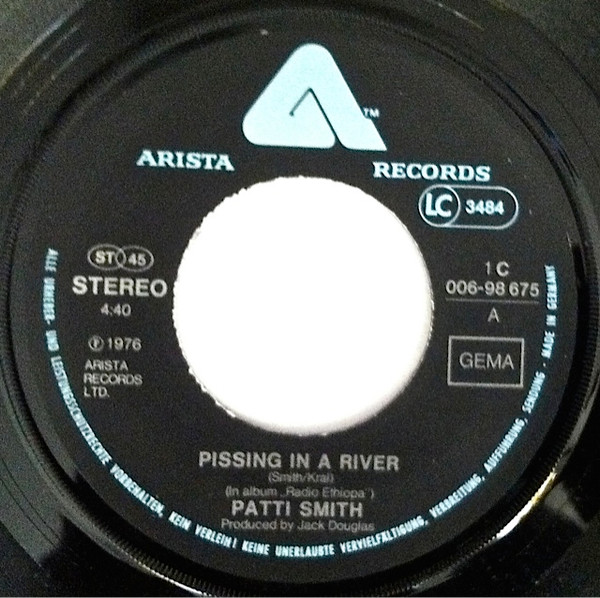 TM
ARISTA RECORDS
LC 3484
ST 45
STEREO
4:40
℗ 1976
ARISTA
RECORDS
LTD.
1 C
006-98 675
A
GEMA
PISSING IN A RIVER
(Smith/Kral)
(In album „Radio Ethiopa")
PATTI SMITH
Produced by Jack Douglas
ALLE URHEBER- UND LEISTUNGSSCHUTZRECHTE VORBEHALTEN. KEIN VERLEIH! KEINE UNERLAUBTE VERVIELFÄLTIGUNG, VERBREITUNG, AUFFÜHRUNG, SENDUNG · MADE IN GERMANY